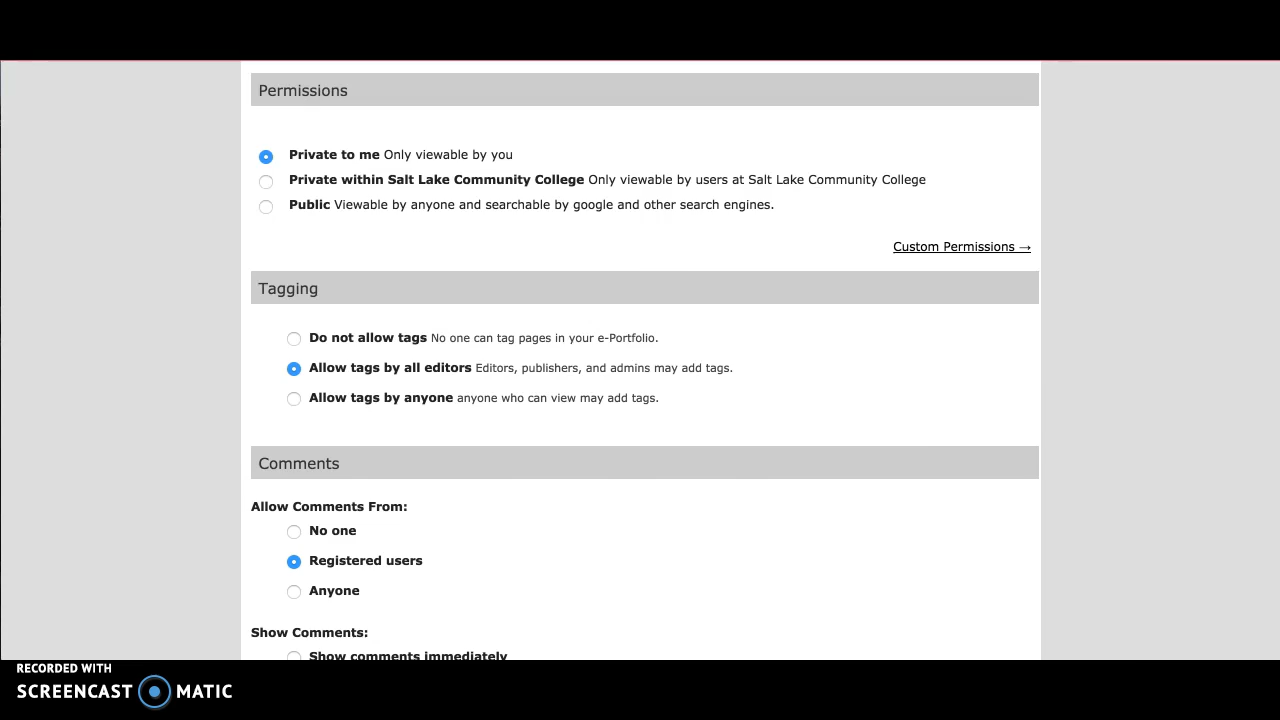 Permissions
Private to me Only viewable by you
Private within Salt Lake Community College Only viewable by users at Salt Lake Community College
Public Viewable by anyone and searchable by google and other search engines.
Custom Permissions →
Tagging
Do not allow tags No one can tag pages in your e-Portfolio.
Allow tags by all editors Editors, publishers, and admins may add tags.
Allow tags by anyone anyone who can view may add tags.
Comments
Allow Comments From:
No one
Registered users
Anyone
Show Comments:
Show comments immediately
RECORDED WITH
SCREENCAST MATIC